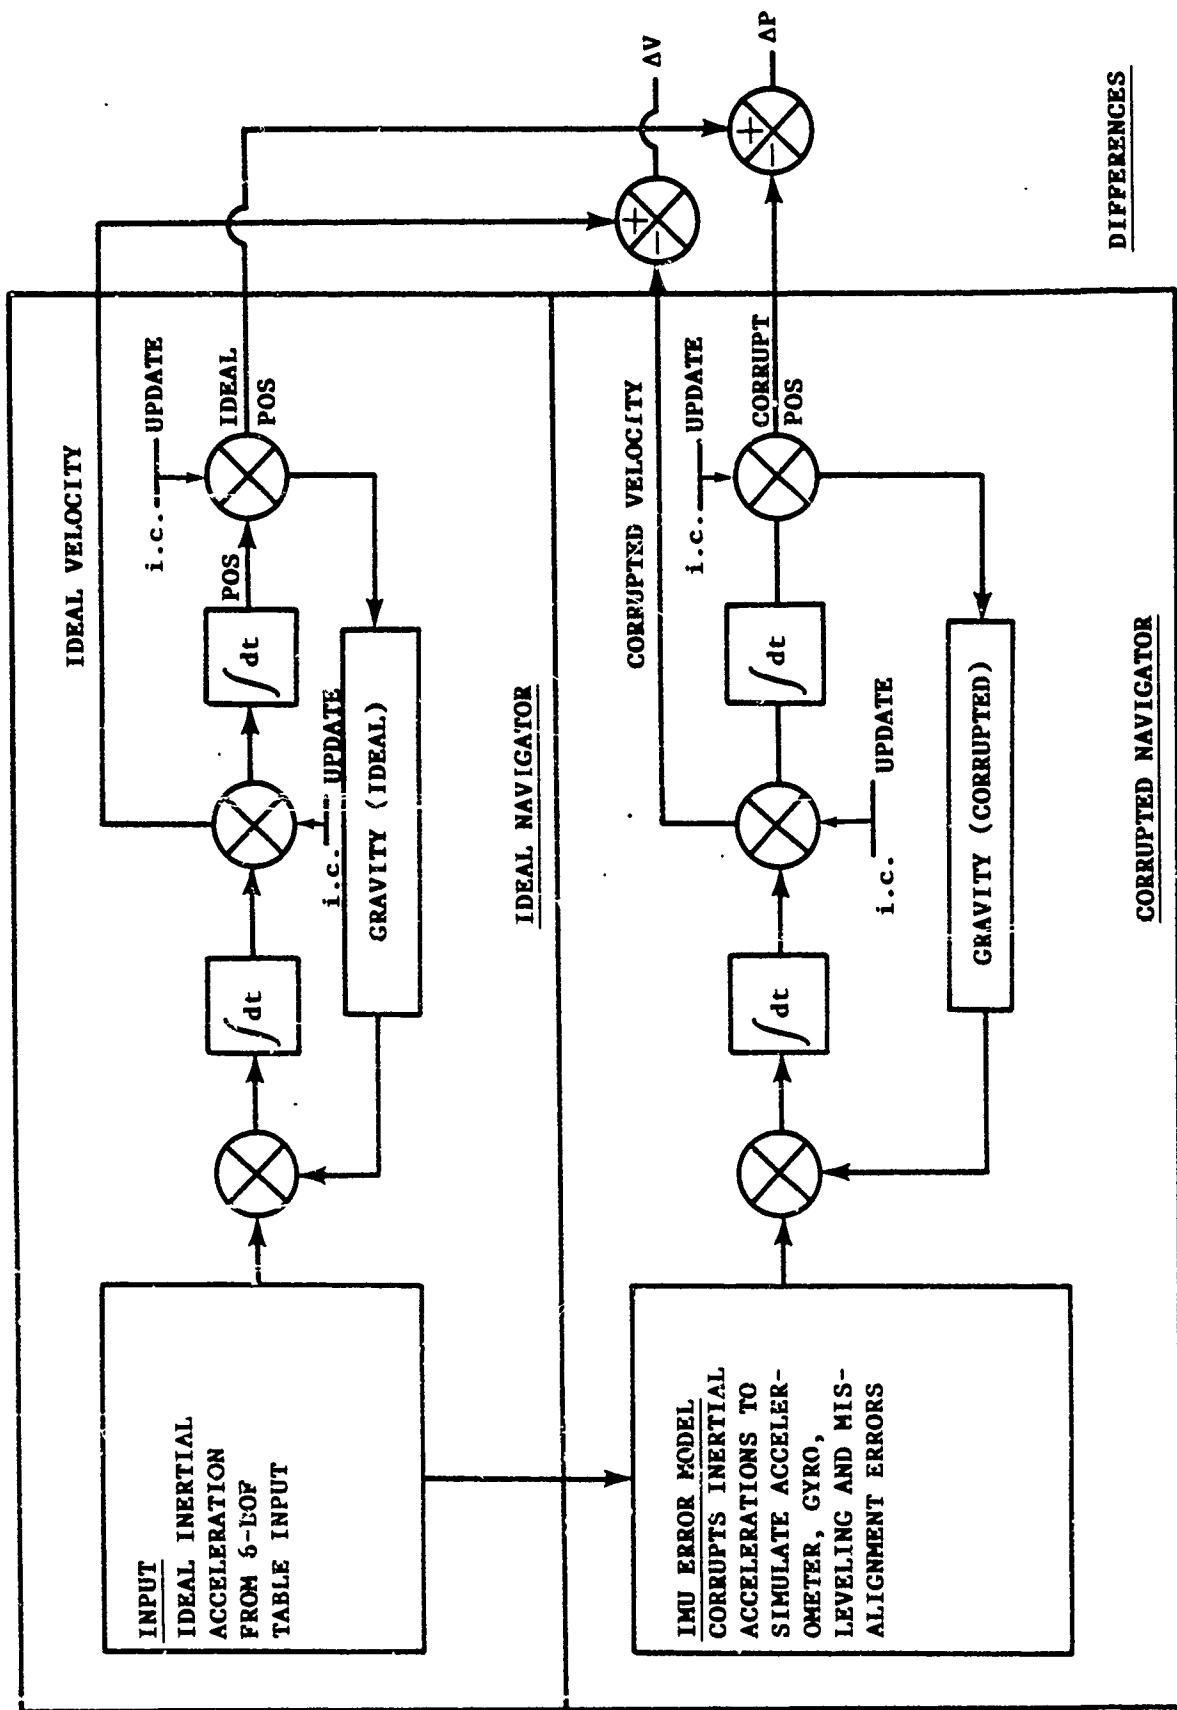 INPUT
IDEAL INERTIAL
ACCELERATION
FROM 6-DOF
TABLE INPUT
∫dt
i.c. UPDATE
∫dt
POS
i.c. UPDATE
IDEAL
POS
IDEAL VELOCITY
GRAVITY (IDEAL)
IDEAL NAVIGATOR
IMU ERROR MODEL
CORRUPTS INERTIAL
ACCELERATIONS TO
SIMULATE ACCELER-
OMETER, GYRO,
LEVELING AND MIS-
ALIGNMENT ERRORS
∫dt
i.c. UPDATE
∫dt
i.c. UPDATE
CORRUPT
POS
CORRUPTED VELOCITY
GRAVITY (CORRUPTED)
CORRUPTED NAVIGATOR
+
−
ΔV
+
−
ΔP
DIFFERENCES